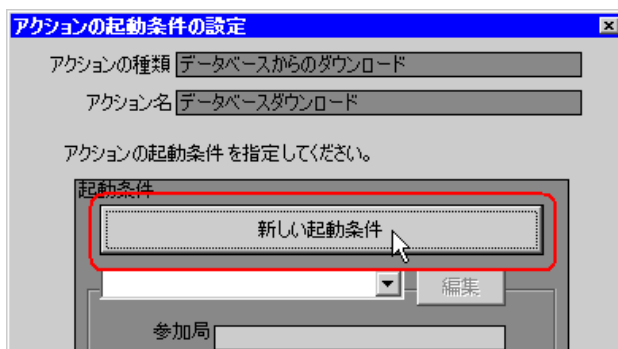 アクションの起動条件の設定
アクションの種類 データベースからのダウンロード
アクション名 データベースダウンロード
アクションの起動条件を指定してください。
起動条件
新しい起動条件
編集
参加局